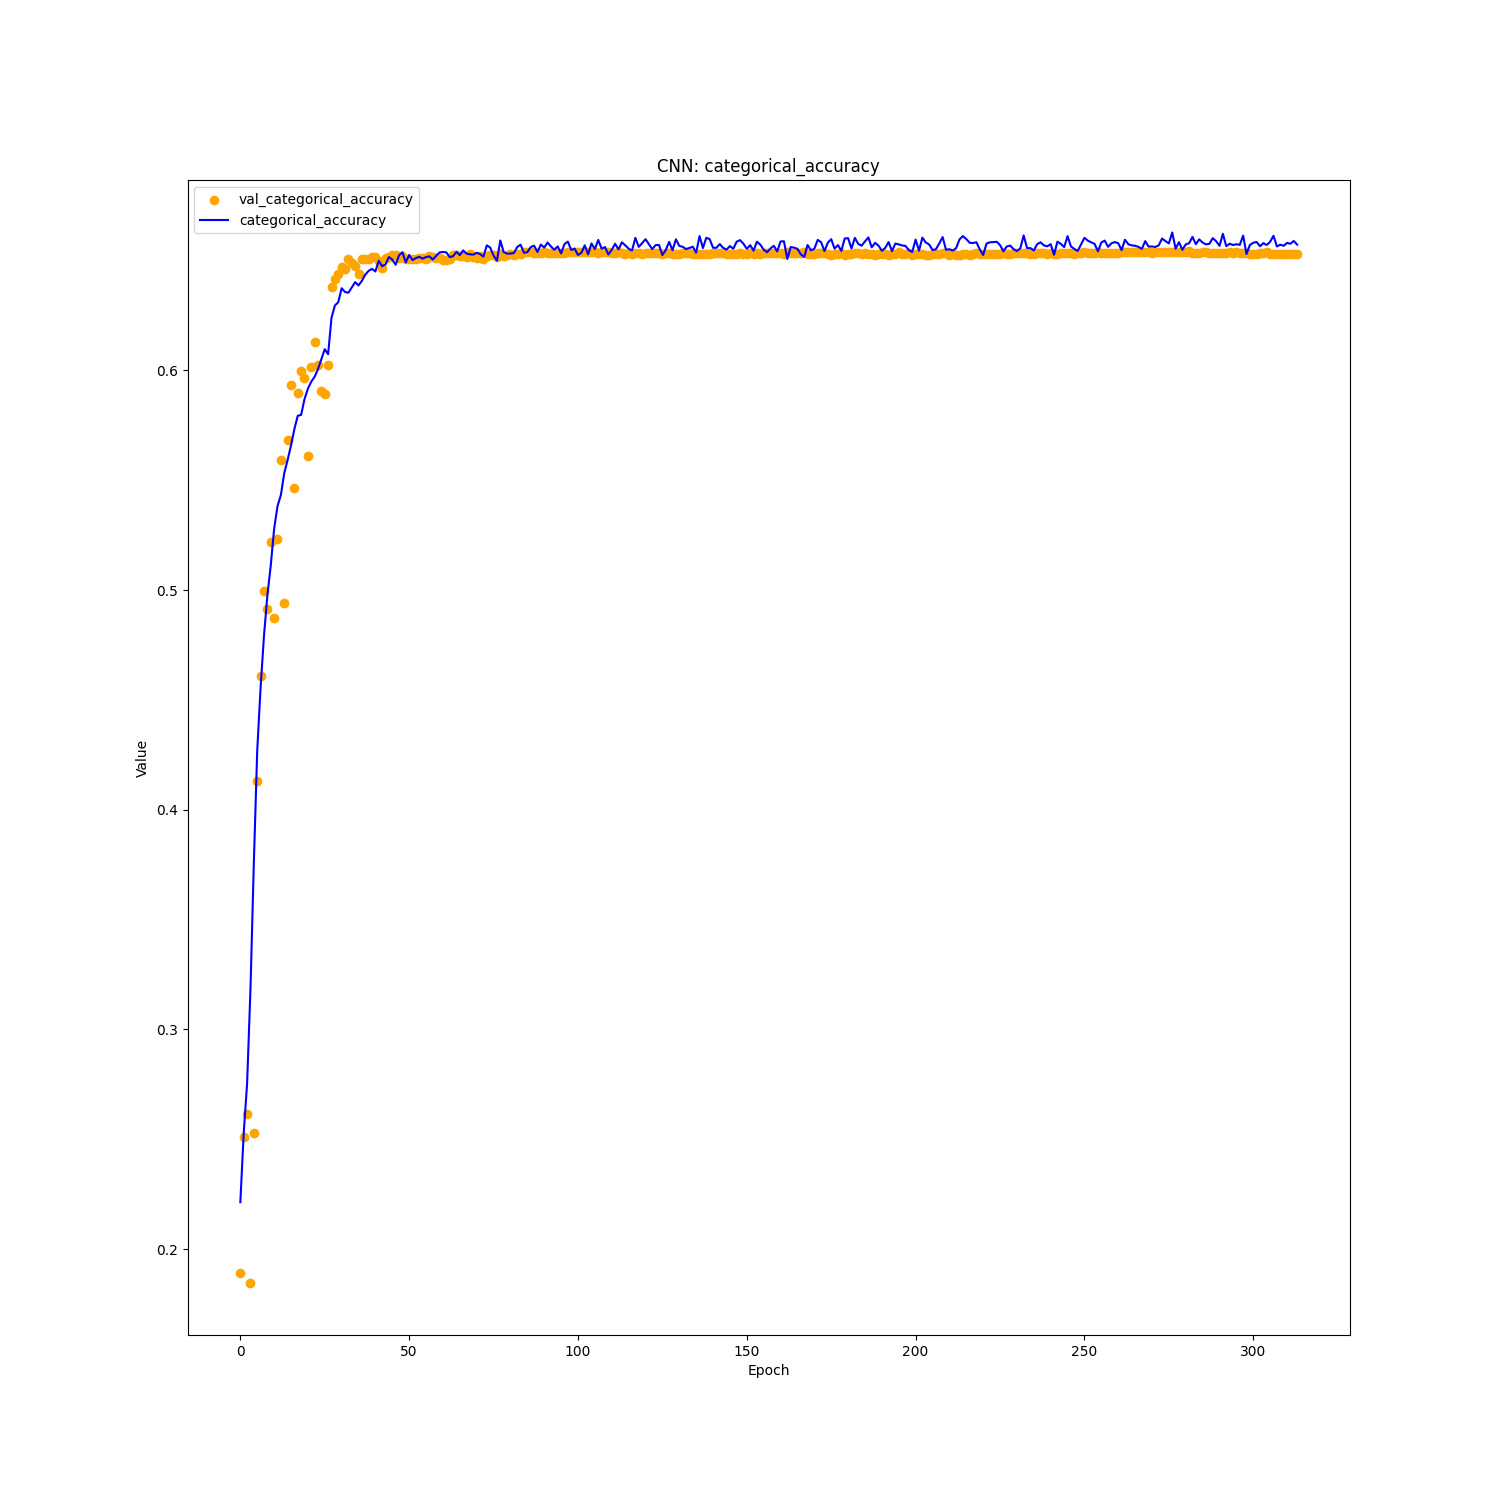 CNN: categorical_accuracy
val_categorical_accuracy
categorical_accuracy
0.6
0.5
0.4
0.3
0.2
Value
0 50 100 150 200 250 300
Epoch